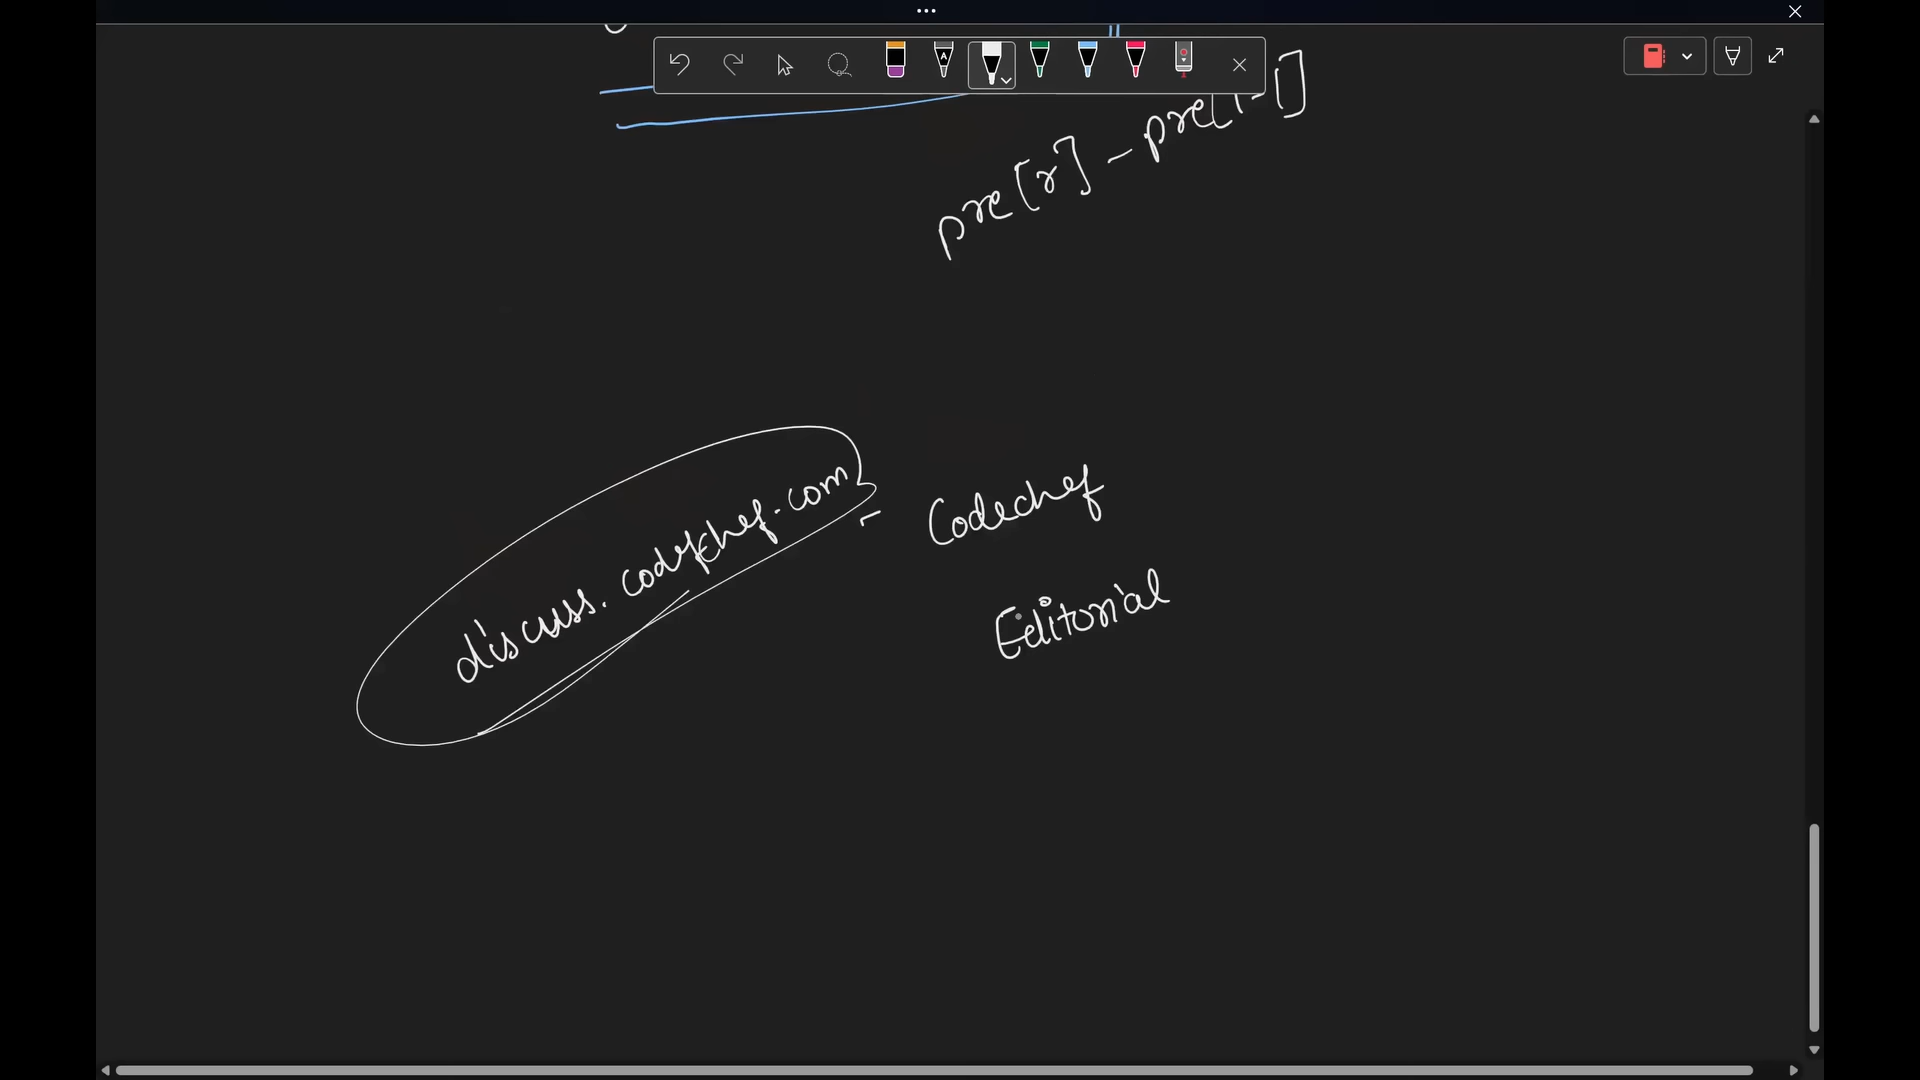 pre[r] - pre[l-1]
discuss.codechef.com
- Codechef
Editorial